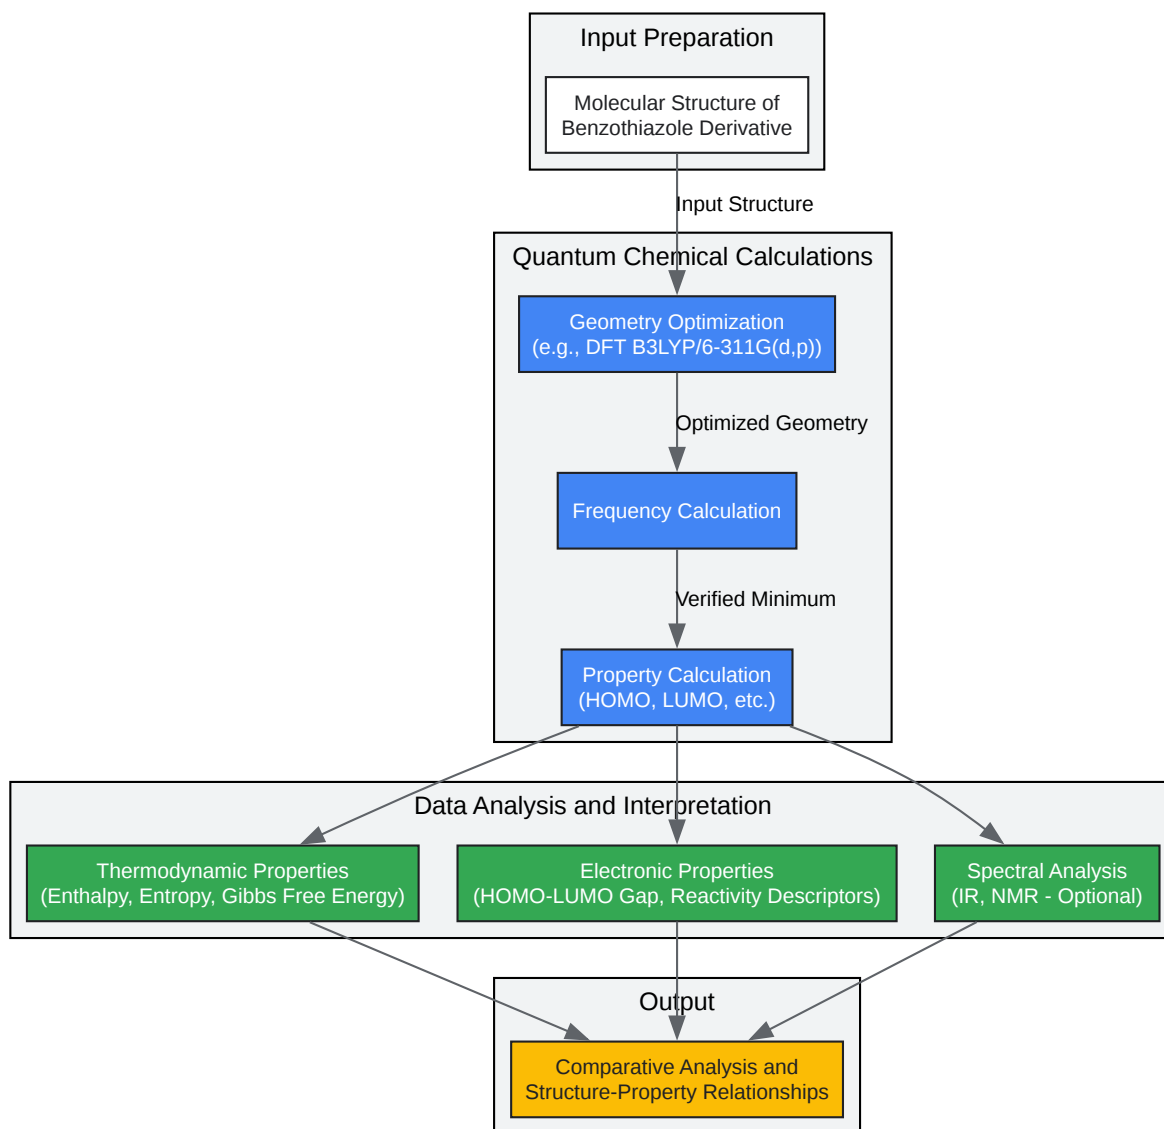 Input Preparation
Molecular Structure of
Benzothiazole Derivative
Input Structure
Quantum Chemical Calculations
Geometry Optimization
(e.g., DFT B3LYP/6-311G(d,p))
Optimized Geometry
Frequency Calculation
Verified Minimum
Property Calculation
(HOMO, LUMO, etc.)
Data Analysis and Interpretation
Thermodynamic Properties
(Enthalpy, Entropy, Gibbs Free Energy)
Electronic Properties
(HOMO-LUMO Gap, Reactivity Descriptors)
Spectral Analysis
(IR, NMR - Optional)
Output
Comparative Analysis and
Structure-Property Relationships